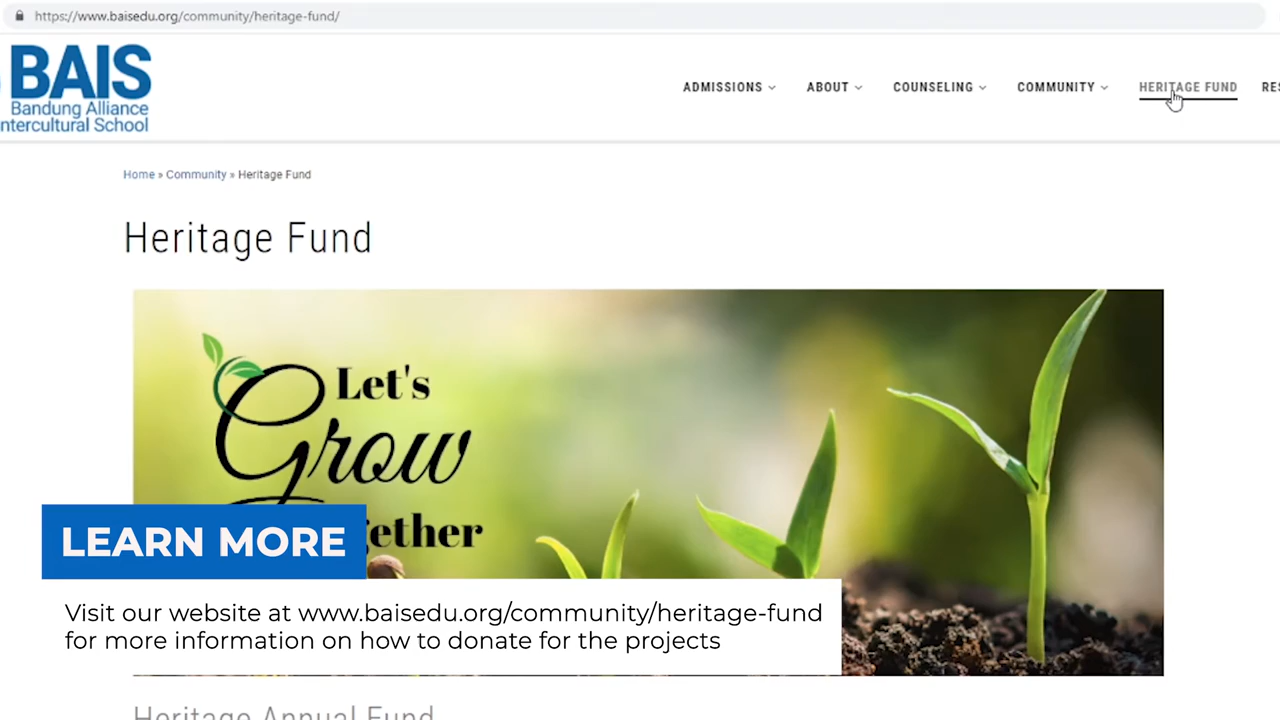 https://www.baisedu.org/community/heritage-fund/
BAIS
Bandung Alliance
ntercultural School
ADMISSIONS
ABOUT
COUNSELING
COMMUNITY
HERITAGE FUND
RES
Home » Community » Heritage Fund
Heritage Fund
Let's
Grow
ether
LEARN MORE
Visit our website at www.baisedu.org/community/heritage-fund
for more information on how to donate for the projects
Heritage Annual Fund